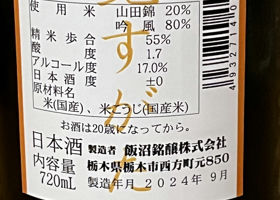 使用米 山田錦 20%
吟風 80%
精米歩合 55%
酸度 1.7
アルコール度 17.0%
日本酒度 ±0
原材料名
米(国産)、米こうじ(国産米)
すがた
お酒は20歳になってから。
日本酒 製造者 飯沼銘醸株式会社
内容量 栃木県栃木市西方町元850
720mL 製造年月 2024年 9月
4932710